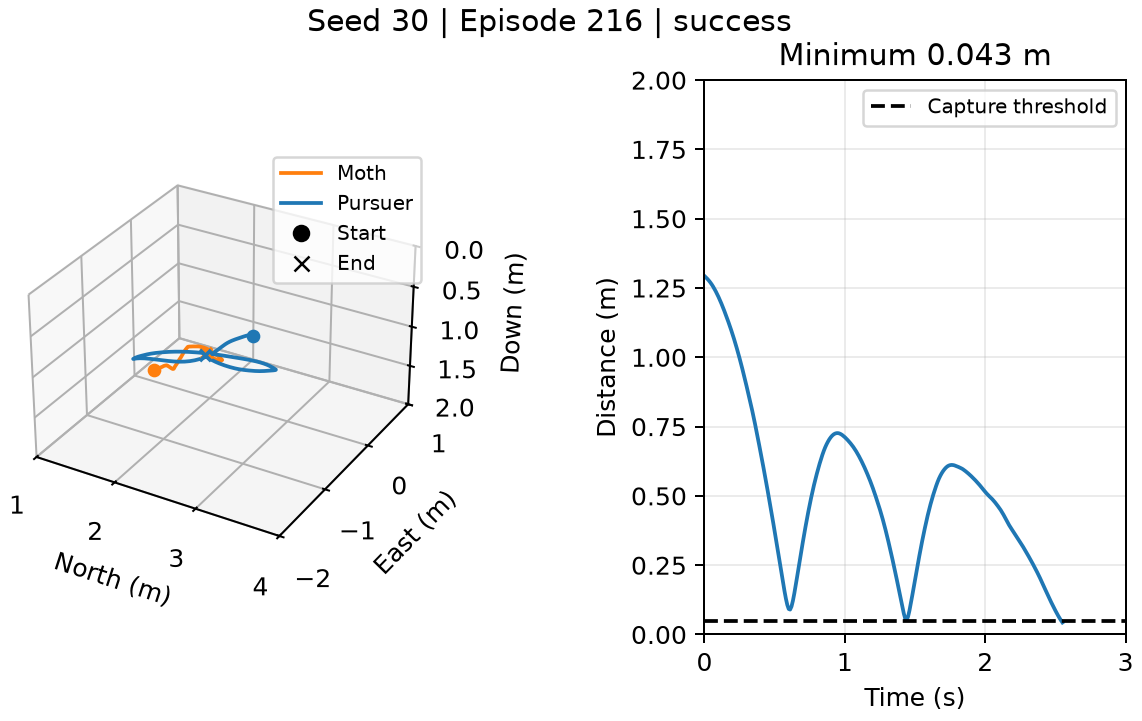 Seed 30 | Episode 216 | success
Minimum 0.043 m
Moth
Pursuer
Start
End
0.0
0.5
1.0
1.5
2.0
Down (m)
1
0
−1
−2
East (m)
1
2
3
4
North (m)
Capture threshold
2.00
1.75
1.50
1.25
1.00
0.75
0.50
0.25
0.00
Distance (m)
0
1
2
3
Time (s)